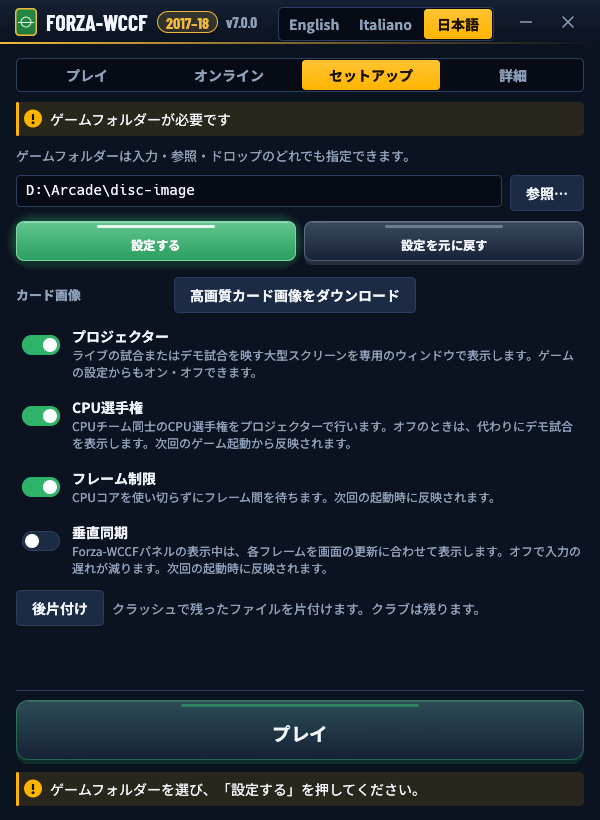 FORZA-WCCF 2017-18 v7.0.0 English Italiano 日本語
プレイ オンライン セットアップ 詳細
ゲームフォルダーが必要です
ゲームフォルダーは入力・参照・ドロップのどれでも指定できます。
D:\Arcade\disc-image 参照…
設定する 設定を元に戻す
カード画像 高画質カード画像をダウンロード
プロジェクター
ライブの試合またはデモ試合を映す大型スクリーンを専用のウィンドウで表示します。ゲーム
の設定からもオン・オフできます。
CPU選手権
CPUチーム同士のCPU選手権をプロジェクターで行います。オフのときは、代わりにデモ試合
を表示します。次回のゲーム起動から反映されます。
フレーム制限
CPUコアを使い切らずにフレーム間を待ちます。次回の起動時に反映されます。
垂直同期
Forza-WCCFパネルの表示中は、各フレームを画面の更新に合わせて表示します。オフで入力の
遅れが減ります。次回の起動時に反映されます。
後片付け クラッシュで残ったファイルを片付けます。クラブは残ります。
プレイ
ゲームフォルダーを選び、「設定する」を押してください。